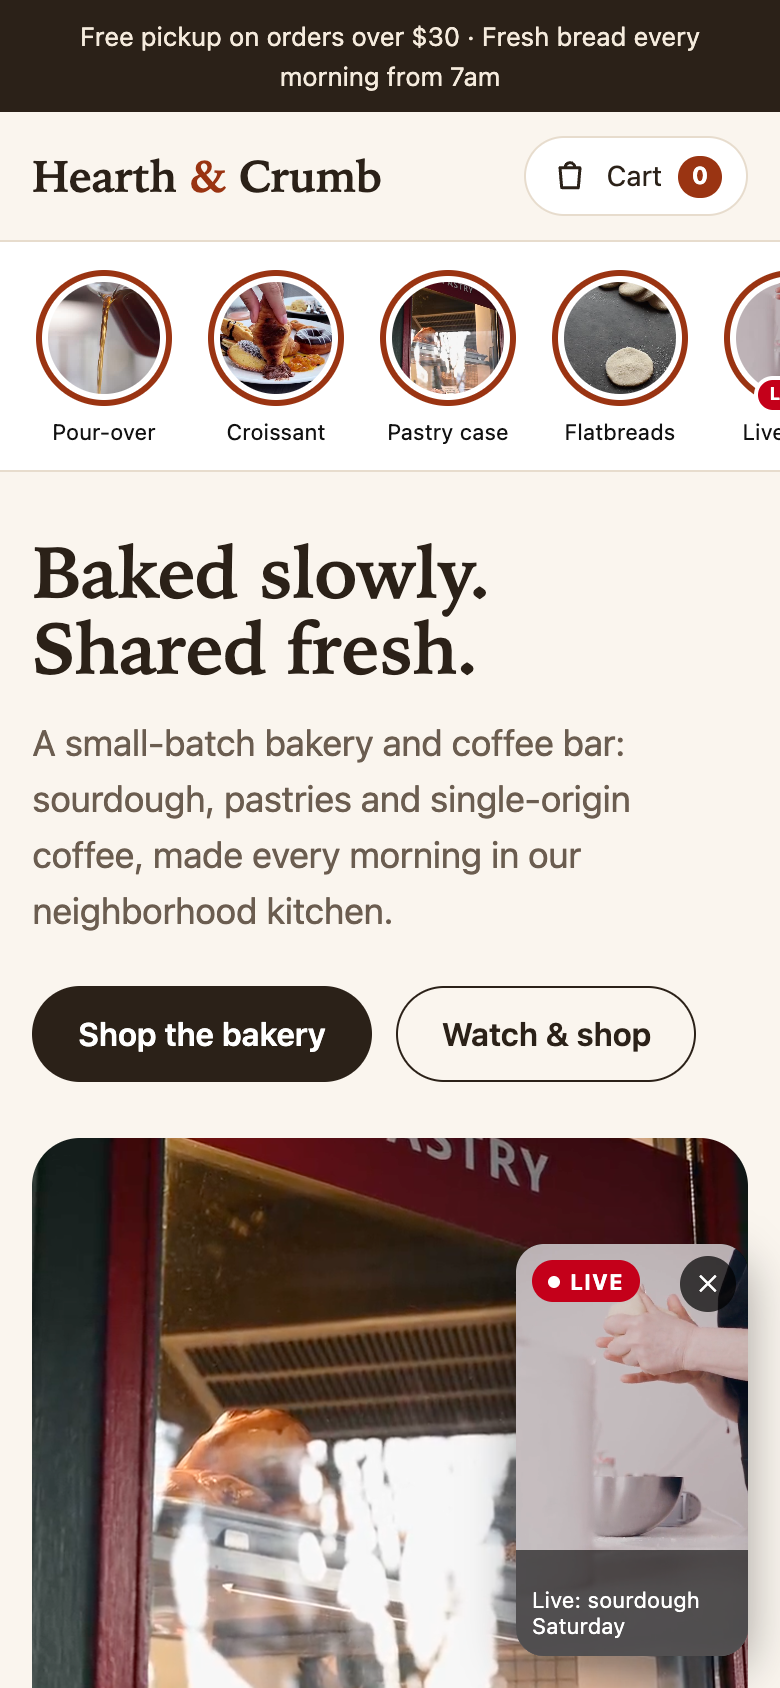 Free pickup on orders over $30 · Fresh bread every
morning from 7am
Hearth & Crumb
Cart 0
PASTRY
Pour-over
Croissant
Pastry case
Flatbreads
Baked slowly.
Shared fresh.
A small-batch bakery and coffee bar:
sourdough, pastries and single-origin
coffee, made every morning in our
neighborhood kitchen.
Shop the bakery
Watch & shop
ASTRY
LIVE
Live: sourdough
Saturday